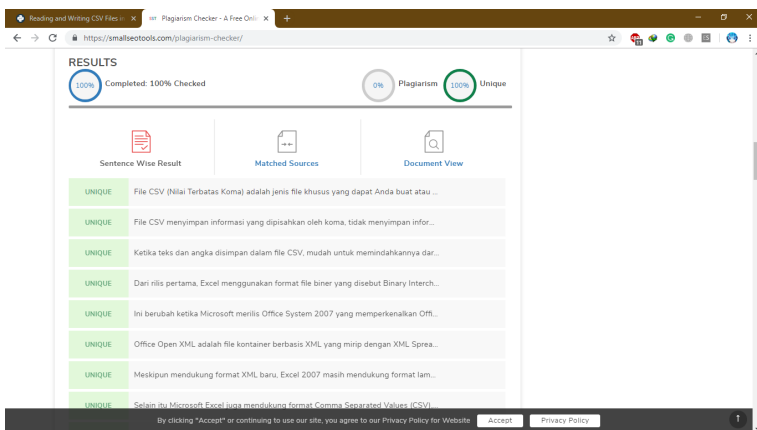 Reading and Writing CSV Files in
Plagiarism Checker - A Free Onli
https://smallseotools.com/plagiarism-checker/
RESULTS
100% Completed: 100% Checked
0% Plagiarism 100% Unique
Sentence Wise Result
Matched Sources
Document View
UNIQUE File CSV (Nilai Terbatas Koma) adalah jenis file khusus yang dapat Anda buat atau ...
UNIQUE File CSV menyimpan informasi yang dipisahkan oleh koma, tidak menyimpan infor...
UNIQUE Ketika teks dan angka disimpan dalam file CSV, mudah untuk memindahkannya dar...
UNIQUE Dari rilis pertama, Excel menggunakan format file biner yang disebut Binary Interch...
UNIQUE Ini berubah ketika Microsoft merilis Office System 2007 yang memperkenalkan Offi...
UNIQUE Office Open XML adalah file kontainer berbasis XML yang mirip dengan XML Sprea...
UNIQUE Meskipun mendukung format XML baru, Excel 2007 masih mendukung format lam...
UNIQUE Selain itu Microsoft Excel juga mendukung format Comma Separated Values (CSV)....
By clicking "Accept" or continuing to use our site, you agree to our Privacy Policy for Website Accept Privacy Policy